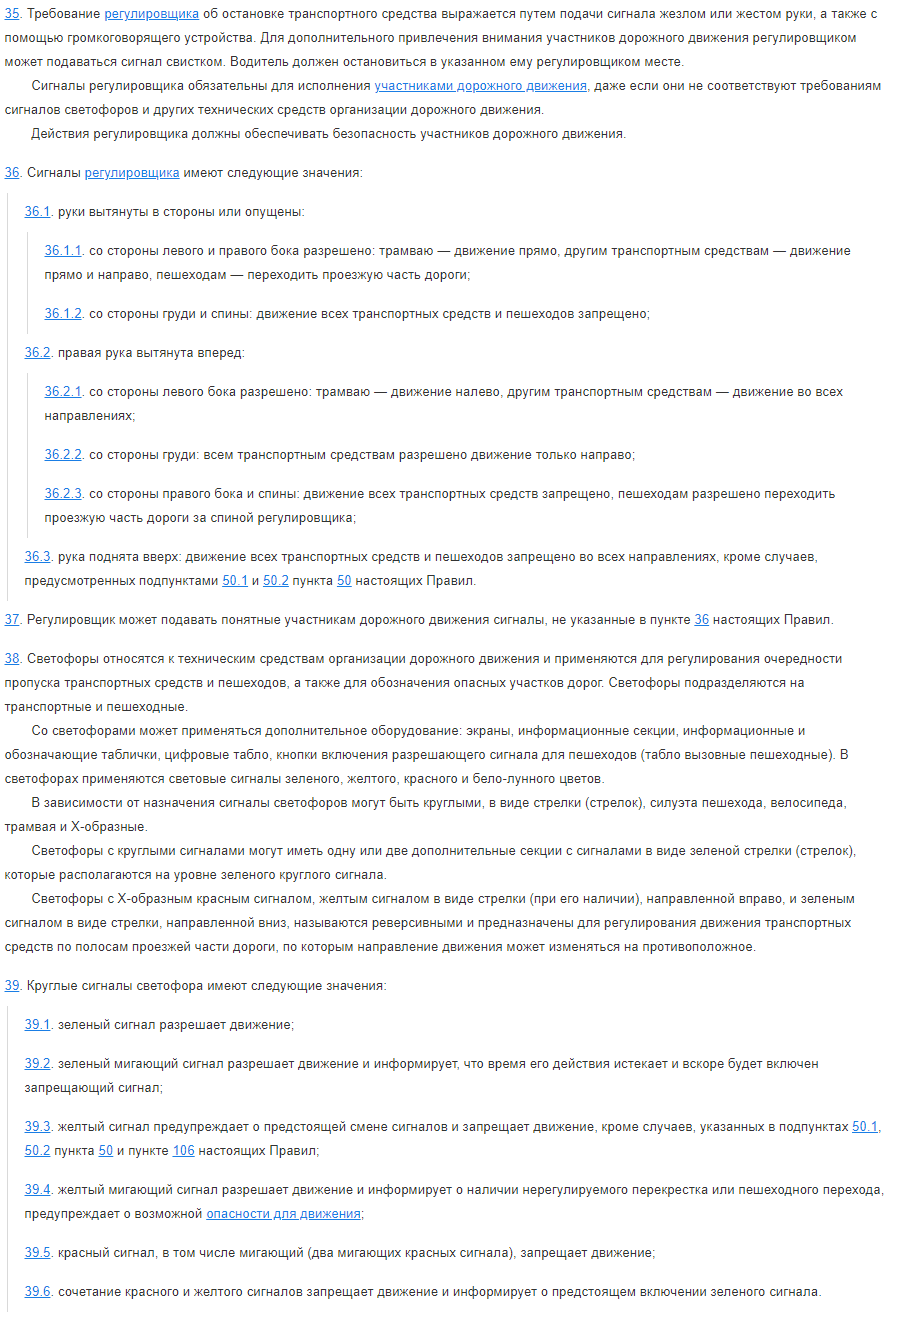 35. Требование регулировщика об остановке транспортного средства выражается путем подачи сигнала жезлом или жестом руки, а также с
помощью громкоговорящего устройства. Для дополнительного привлечения внимания участников дорожного движения регулировщиком
может подаваться сигнал свистком. Водитель должен остановиться в указанном ему регулировщиком месте.
Сигналы регулировщика обязательны для исполнения участниками дорожного движения, даже если они не соответствуют требованиям
сигналов светофоров и других технических средств организации дорожного движения.
Действия регулировщика должны обеспечивать безопасность участников дорожного движения.
36. Сигналы регулировщика имеют следующие значения:
36.1. руки вытянуты в стороны или опущены:
36.1.1. со стороны левого и правого бока разрешено: трамваю — движение прямо, другим транспортным средствам — движение
прямо и направо, пешеходам — переходить проезжую часть дороги;
36.1.2. со стороны груди и спины: движение всех транспортных средств и пешеходов запрещено;
36.2. правая рука вытянута вперед:
36.2.1. со стороны левого бока разрешено: трамваю — движение налево, другим транспортным средствам — движение во всех
направлениях;
36.2.2. со стороны груди: всем транспортным средствам разрешено движение только направо;
36.2.3. со стороны правого бока и спины: движение всех транспортных средств запрещено, пешеходам разрешено переходить
проезжую часть дороги за спиной регулировщика;
36.3. рука поднята вверх: движение всех транспортных средств и пешеходов запрещено во всех направлениях, кроме случаев,
предусмотренных подпунктами 50.1 и 50.2 пункта 50 настоящих Правил.
37. Регулировщик может подавать понятные участникам дорожного движения сигналы, не указанные в пункте 36 настоящих Правил.
38. Светофоры относятся к техническим средствам организации дорожного движения и применяются для регулирования очередности
пропуска транспортных средств и пешеходов, а также для обозначения опасных участков дорог. Светофоры подразделяются на
транспортные и пешеходные.
Со светофорами может применяться дополнительное оборудование: экраны, информационные секции, информационные и
обозначающие таблички, цифровые табло, кнопки включения разрешающего сигнала для пешеходов (табло вызовные пешеходные). В
светофорах применяются световые сигналы зеленого, желтого, красного и бело-лунного цветов.
В зависимости от назначения сигналы светофоров могут быть круглыми, в виде стрелки (стрелок), силуэта пешехода, велосипеда,
трамвая и X-образные.
Светофоры с круглыми сигналами могут иметь одну или две дополнительные секции с сигналами в виде зеленой стрелки (стрелок),
которые располагаются на уровне зеленого круглого сигнала.
Светофоры с X-образным красным сигналом, желтым сигналом в виде стрелки (при его наличии), направленной вправо, и зеленым
сигналом в виде стрелки, направленной вниз, называются реверсивными и предназначены для регулирования движения транспортных
средств по полосам проезжей части дороги, по которым направление движения может изменяться на противоположное.
39. Круглые сигналы светофора имеют следующие значения:
39.1. зеленый сигнал разрешает движение;
39.2. зеленый мигающий сигнал разрешает движение и информирует, что время его действия истекает и вскоре будет включен
запрещающий сигнал;
39.3. желтый сигнал предупреждает о предстоящей смене сигналов и запрещает движение, кроме случаев, указанных в подпунктах 50.1,
50.2 пункта 50 и пункте 106 настоящих Правил;
39.4. желтый мигающий сигнал разрешает движение и информирует о наличии нерегулируемого перекрестка или пешеходного перехода,
предупреждает о возможной опасности для движения;
39.5. красный сигнал, в том числе мигающий (два мигающих красных сигнала), запрещает движение;
39.6. сочетание красного и желтого сигналов запрещает движение и информирует о предстоящем включении зеленого сигнала.